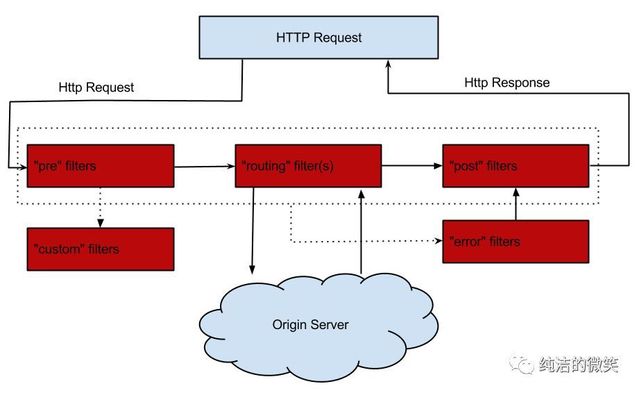 HTTP Request
Http Request
Http Response
"pre" filters
"routing" filter(s)
"post" filters
"custom" filters
"error" filters
Origin Server
纯洁的微笑